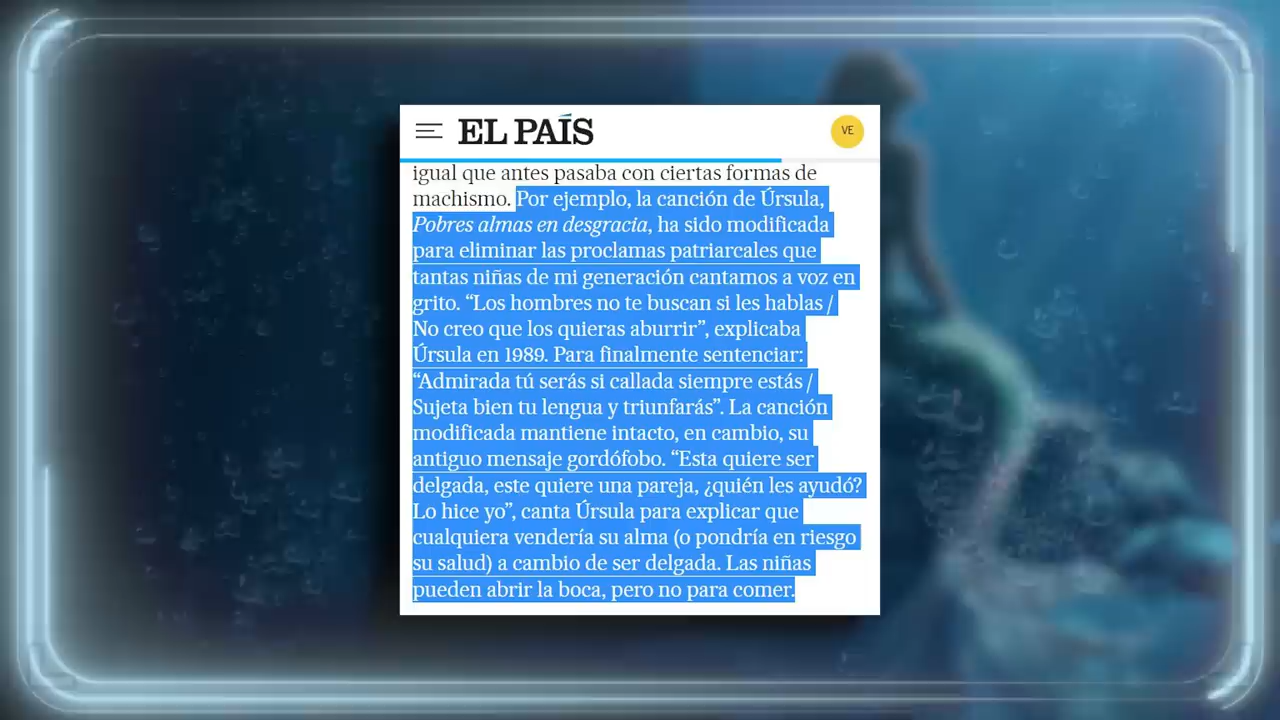 EL PAÍS
VE
igual que antes pasaba con ciertas formas de
machismo. Por ejemplo, la canción de Úrsula,
Pobres almas en desgracia, ha sido modificada
para eliminar las proclamas patriarcales que
tantas niñas de mi generación cantamos a voz en
grito. “Los hombres no te buscan si les hablas /
No creo que los quieras aburrir”, explicaba
Úrsula en 1989. Para finalmente sentenciar:
“Admirada tú serás si callada siempre estás /
Sujeta bien tu lengua y triunfarás”. La canción
modificada mantiene intacto, en cambio, su
antiguo mensaje gordófobo. “Esta quiere ser
delgada, este quiere una pareja, ¿quién les ayudó?
Lo hice yo”, canta Úrsula para explicar que
cualquiera vendería su alma (o pondría en riesgo
su salud) a cambio de ser delgada. Las niñas
pueden abrir la boca, pero no para comer.